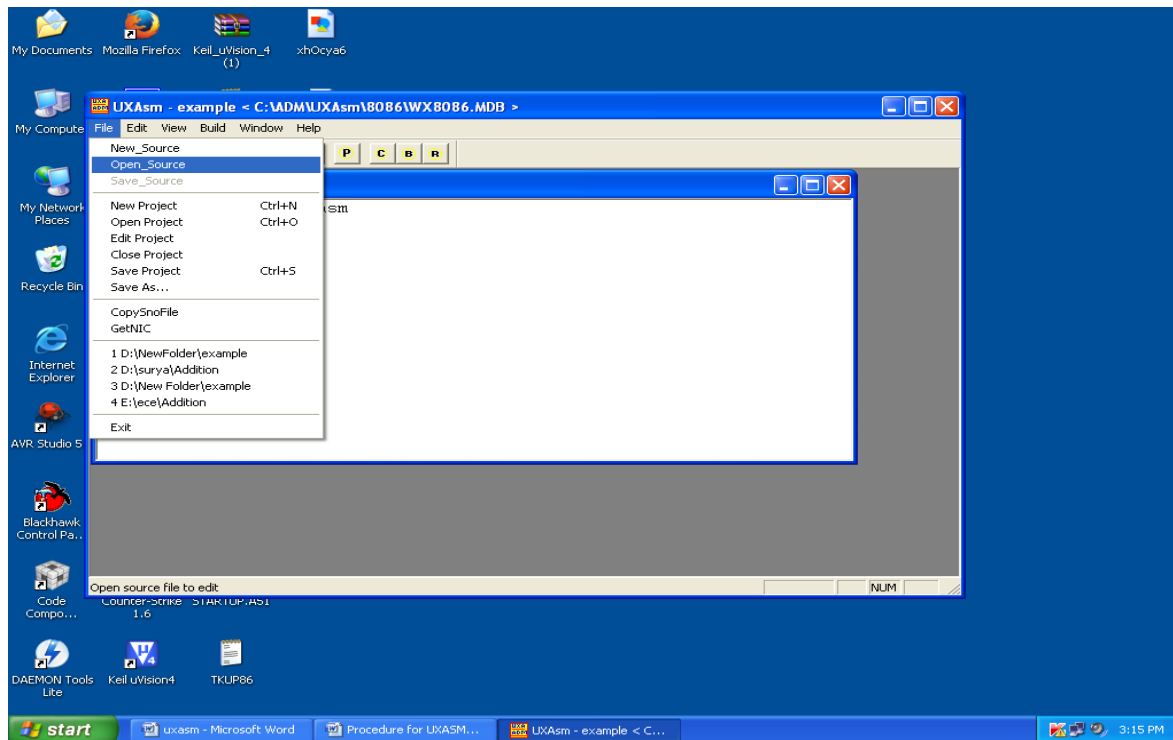 My Documents
Mozilla Firefox
Keil_uVision_4
(1)
xhOcya6
My Compute
My Network
Places
Recycle Bin
Internet
Explorer
AVR Studio 5
Blackhawk
Control Pa..
Code
Compo...
Counter-Strike
1.6
STARTUP.A51
DAEMON Tools
Lite
Keil uVision4
TKUP86
UXAsm - example < C:\ADM\UXAsm\8086\WX8086.MDB >
File Edit View Build Window Help
P C B R
New_Source
Open_Source
Save_Source
New Project Ctrl+N
Open Project Ctrl+O
Edit Project
Close Project
Save Project Ctrl+S
Save As...
CopySnoFile
GetNIC
1 D:\NewFolder\example
2 D:\surya\Addition
3 D:\New Folder\example
4 E:\ece\Addition
Exit
asm
Open source file to edit
NUM
start
uxasm - Microsoft Word
Procedure for UXASM...
UXAsm - example < C...
3:15 PM